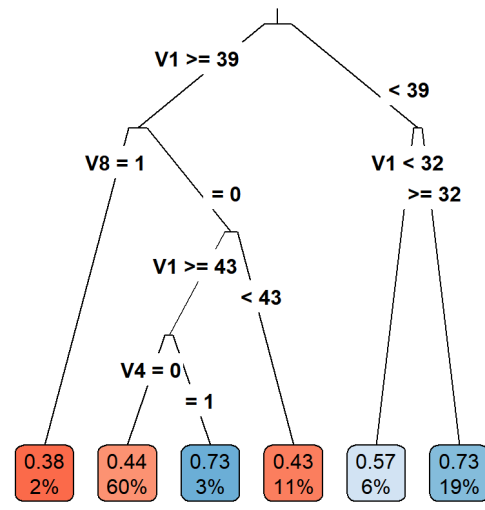 V1 >= 39
< 39
V8 = 1
V1 < 32
= 0
>= 32
V1 >= 43
< 43
V4 = 0
= 1
0.38 0.44 0.73 0.43 0.57 0.73
2% 60% 3% 11% 6% 19%